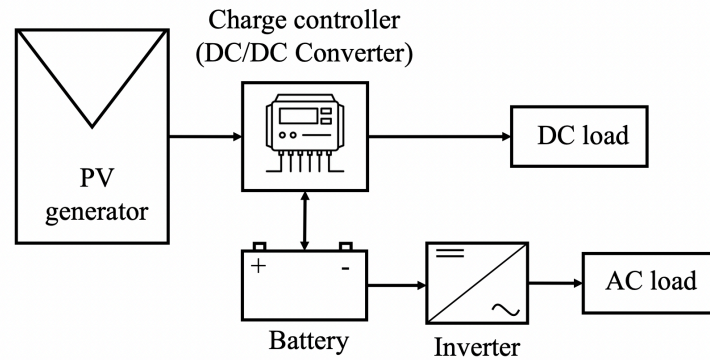 Charge controller
(DC/DC Converter)
PV
generator
DC load
+ -
AC load
Battery
Inverter